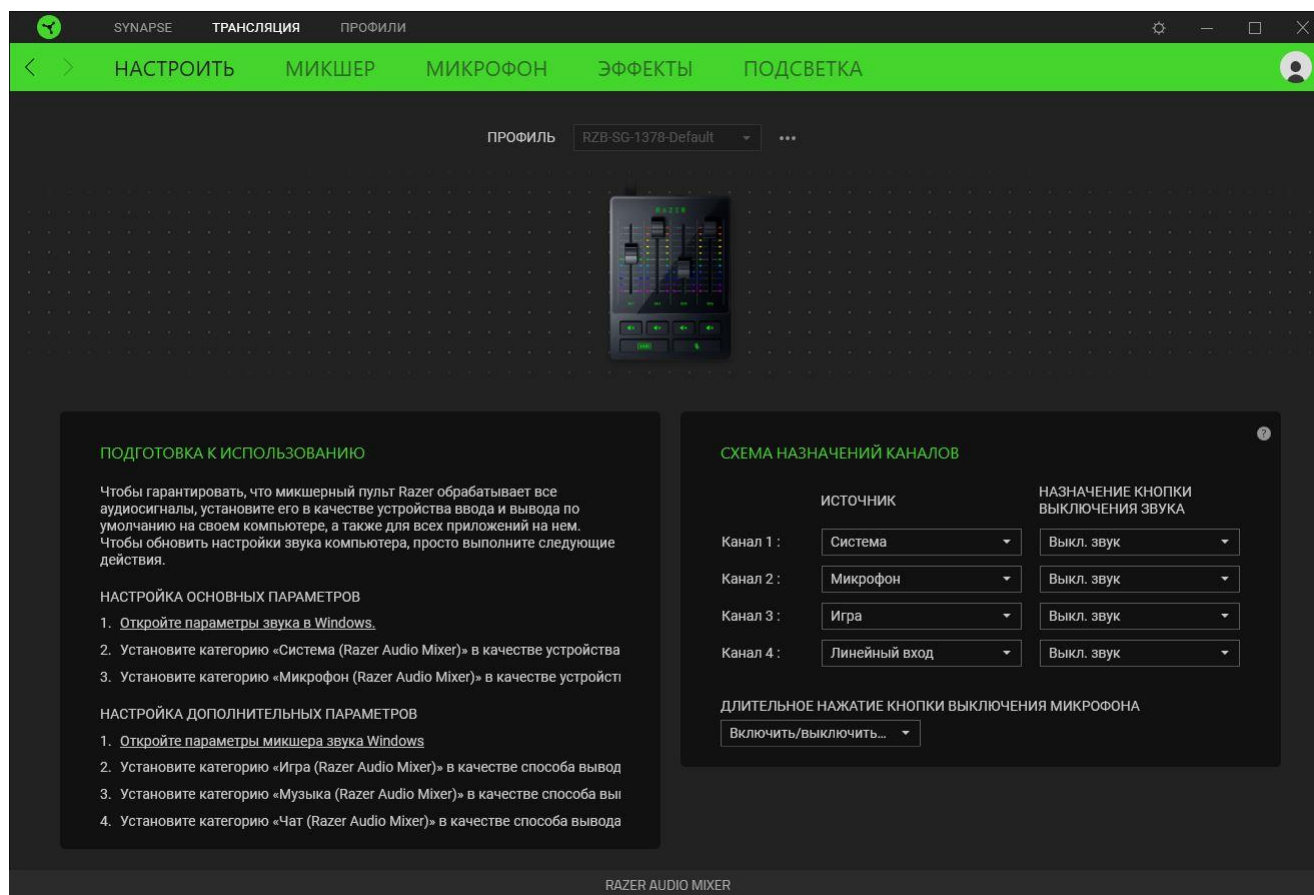 SYNAPSE ТРАНСЛЯЦИЯ ПРОФИЛИ
НАСТРОИТЬ МИКШЕР МИКРОФОН ЭФФЕКТЫ ПОДСВЕТКА
ПРОФИЛЬ RZB-SG-1378-Default
RAZER
ПОДГОТОВКА К ИСПОЛЬЗОВАНИЮ
Чтобы гарантировать, что микшерный пульт Razer обрабатывает все
аудиосигналы, установите его в качестве устройства ввода и вывода по
умолчанию на своем компьютере, а также для всех приложений на нем.
Чтобы обновить настройки звука компьютера, просто выполните следующие
действия.
НАСТРОЙКА ОСНОВНЫХ ПАРАМЕТРОВ
1. Откройте параметры звука в Windows.
2. Установите категорию «Система (Razer Audio Mixer)» в качестве устройства
3. Установите категорию «Микрофон (Razer Audio Mixer)» в качестве устройст
НАСТРОЙКА ДОПОЛНИТЕЛЬНЫХ ПАРАМЕТРОВ
1. Откройте параметры микшера звука Windows
2. Установите категорию «Игра (Razer Audio Mixer)» в качестве способа вывод
3. Установите категорию «Музыка (Razer Audio Mixer)» в качестве способа вы
4. Установите категорию «Чат (Razer Audio Mixer)» в качестве способа вывода
СХЕМА НАЗНАЧЕНИЙ КАНАЛОВ
?
ИСТОЧНИК НАЗНАЧЕНИЕ КНОПКИ
ВЫКЛЮЧЕНИЯ ЗВУКА
Канал 1 : Система Выкл. звук
Канал 2 : Микрофон Выкл. звук
Канал 3 : Игра Выкл. звук
Канал 4 : Линейный вход Выкл. звук
ДЛИТЕЛЬНОЕ НАЖАТИЕ КНОПКИ ВЫКЛЮЧЕНИЯ МИКРОФОНА
Включить/выключить...
RAZER AUDIO MIXER